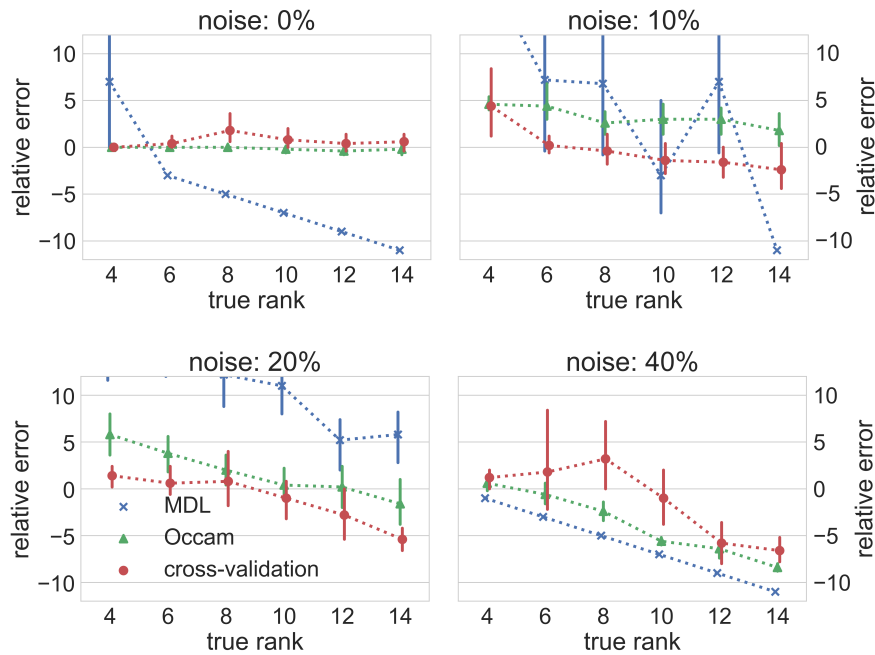 noise: 0%
noise: 10%
relative error
10
5
0
−5
−10
4 6 8 10 12 14
true rank
10
5
0
−5
−10
relative error
4 6 8 10 12 14
true rank
noise: 20%
noise: 40%
relative error
10
5
0
−5
−10
MDL
Occam
cross-validation
4 6 8 10 12 14
true rank
10
5
0
−5
−10
relative error
4 6 8 10 12 14
true rank